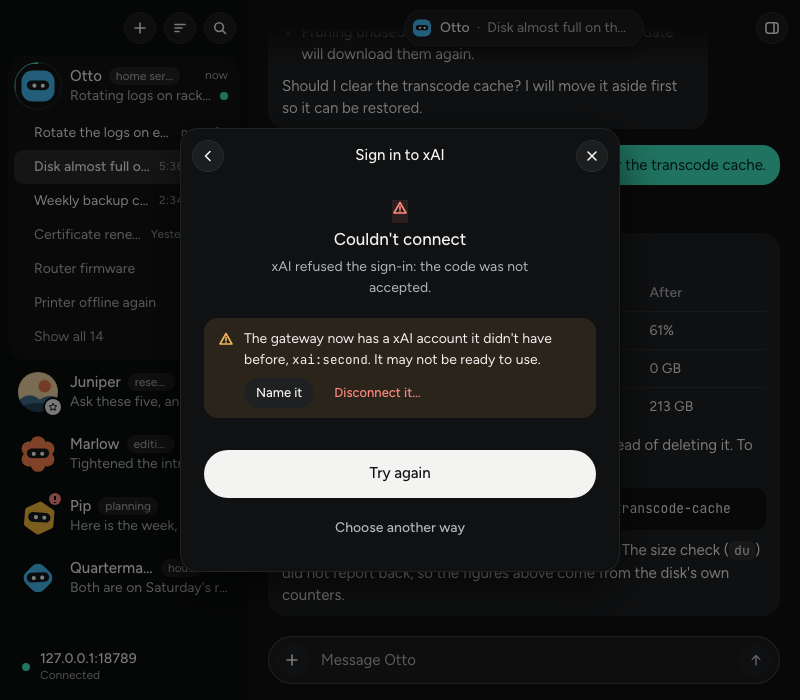 Otto · Disk almost full on th...
Pruning unused
will download them again.
Should I clear the transcode cache? I will move it aside first
so it can be restored.
the transcode cache.
Otto home ser... now
Rotating logs on rack...
Rotate the logs on e...
Disk almost full o... 5:36
Weekly backup c... 2:34
Certificate rene... Yeste
Router firmware
Printer offline again
Show all 14
Juniper rese...
Ask these five, an
Marlow editi...
Tightened the intr
Pip planning
Here is the week,
Quarterma... hou...
Both are on Saturday's r...
127.0.0.1:18789
Connected
Sign in to xAI
Couldn't connect
xAI refused the sign-in: the code was not
accepted.
The gateway now has a xAI account it didn't have
before, xai:second. It may not be ready to use.
Name it Disconnect it...
Try again
Choose another way
After
61%
0 GB
213 GB
ead of deleting it. To
transcode-cache
The size check ( du )
did not report back, so the figures above come from the disk's own
counters.
Message Otto